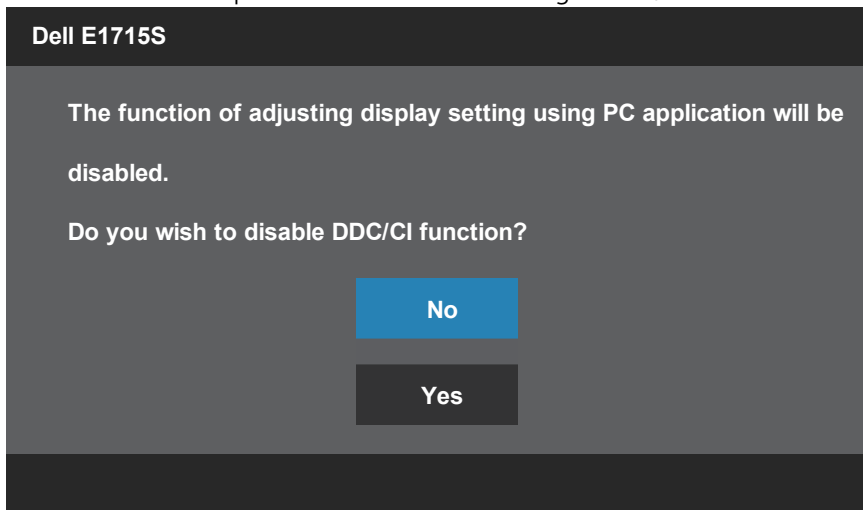 Dell E1715S
The function of adjusting display setting using PC application will be
disabled.
Do you wish to disable DDC/CI function?
No
Yes